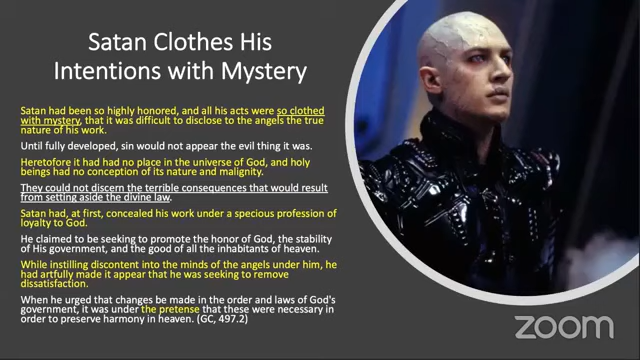 Satan Clothes His
Intentions with Mystery
Satan had been so highly honored, and all his acts were so clothed
with mystery, that it was difficult to disclose to the angels the true
nature of his work.
Until fully developed, sin would not appear the evil thing it was.
Heretofore it had had no place in the universe of God, and holy
beings had no conception of its nature and malignity.
They could not discern the terrible consequences that would result
from setting aside the divine law.
Satan had, at first, concealed his work under a specious profession of
loyalty to God.
He claimed to be seeking to promote the honor of God, the stability
of His government, and the good of all the inhabitants of heaven.
While instilling discontent into the minds of the angels under him, he
had artfully made it appear that he was seeking to remove
dissatisfaction.
When he urged that changes be made in the order and laws of God's
government, it was under the pretense that these were necessary in
order to preserve harmony in heaven. (GC, 497.2)
zoom